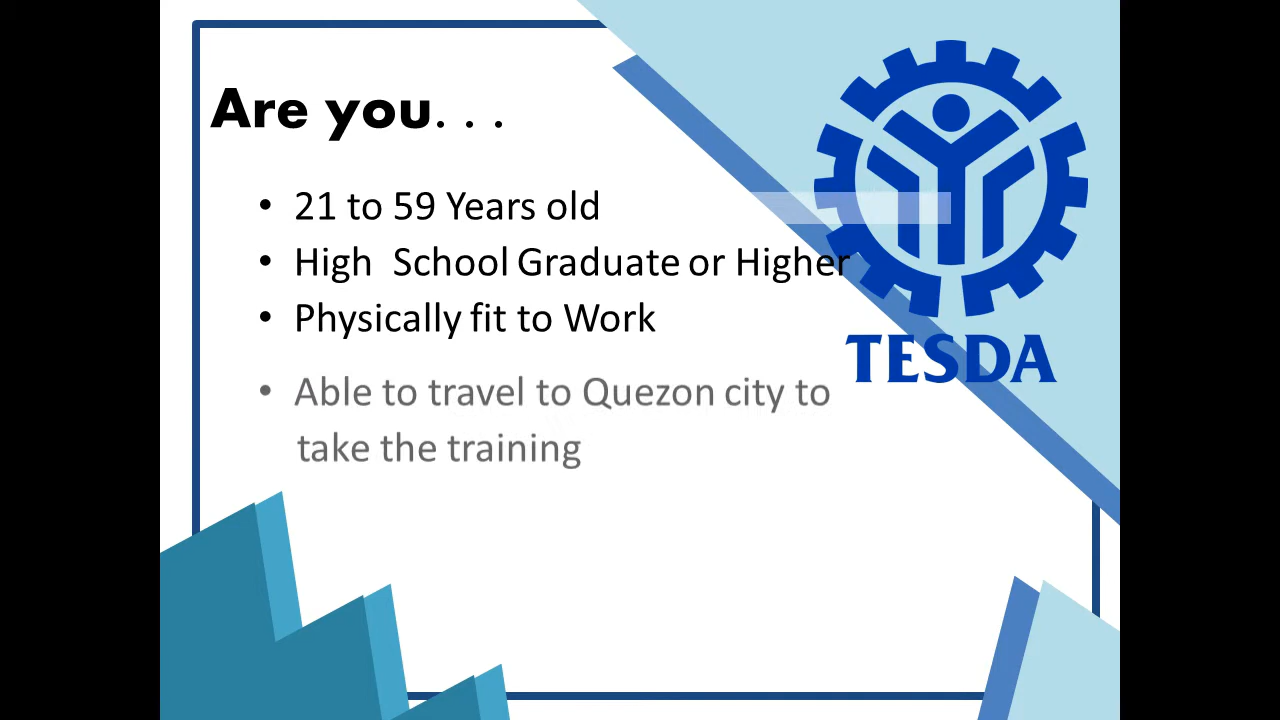 Are you. . .
• 21 to 59 Years old
• High School Graduate or Higher
• Physically fit to Work
TESDA
• Able to travel to Quezon city to
take the training